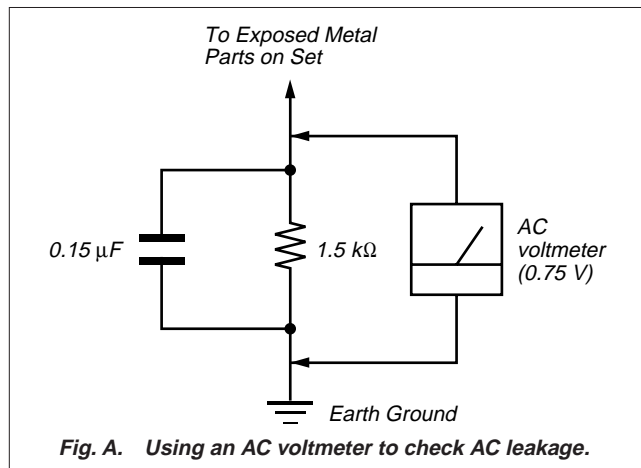 To Exposed Metal
Parts on Set
0.15 µF
1.5 kΩ
AC
voltmeter
(0.75 V)
Earth Ground
Fig. A. Using an AC voltmeter to check AC leakage.